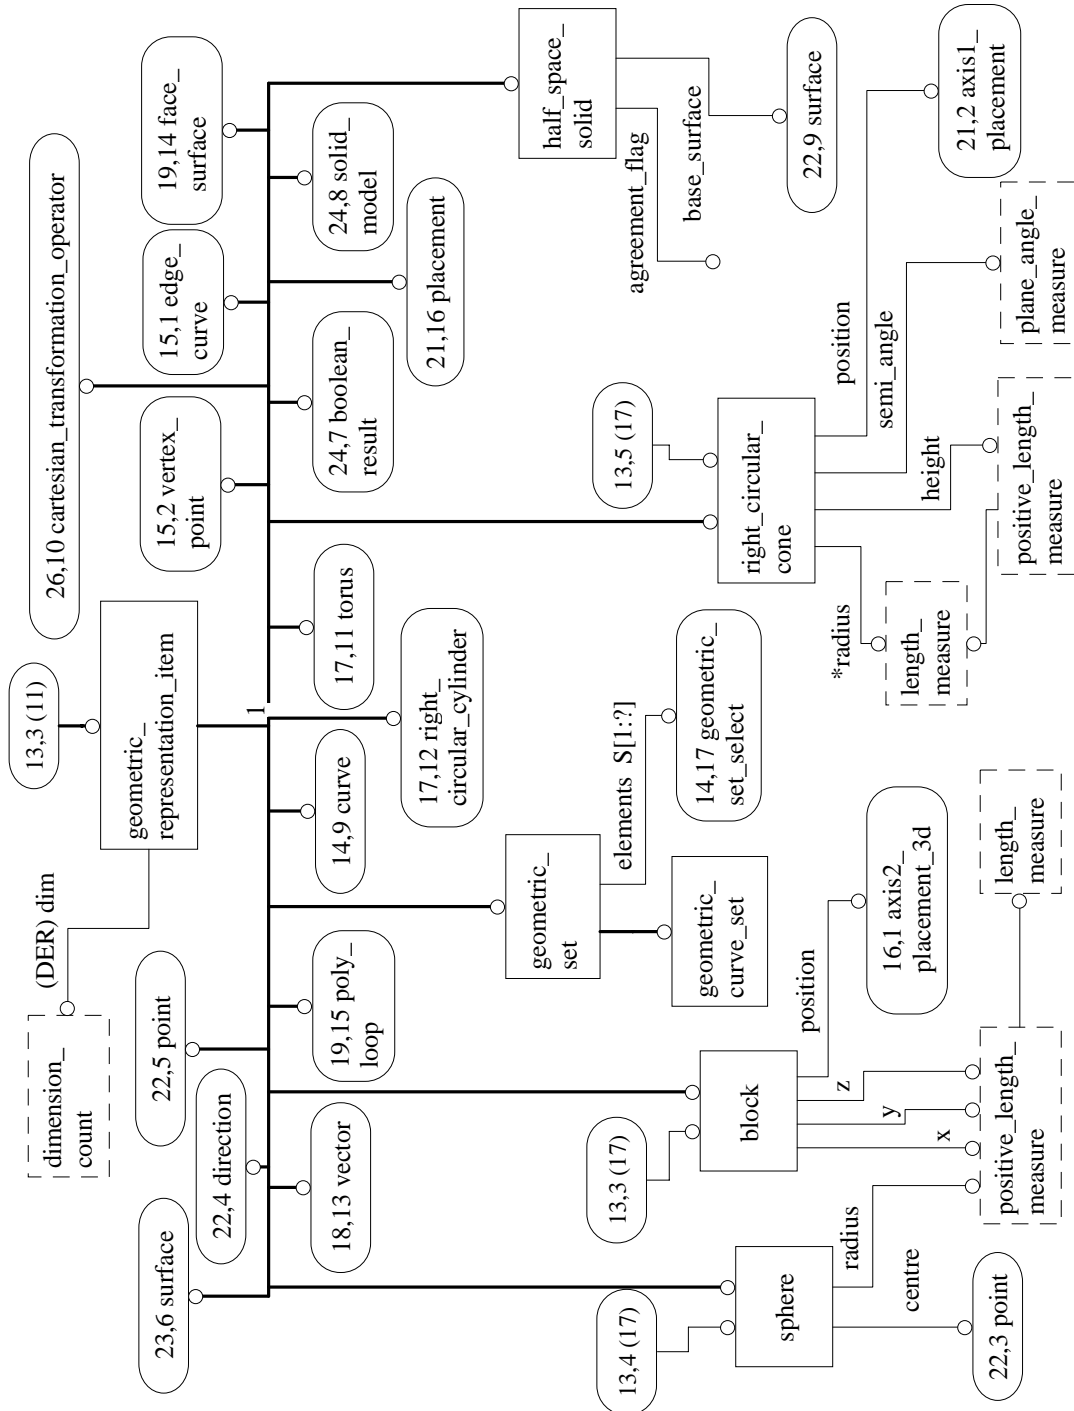 13,3 (11)
geometric_
representation_item
(DER) dim
dimension_
count
1
23,6 surface
22,4 direction
22,5 point
26,10 cartesian_transformation_operator
15,2 vertex_
point
15,1 edge_
curve
19,14 face_
surface
18,13 vector
19,15 poly_
loop
14,9 curve
17,12 right_
circular_cylinder
17,11 torus
24,7 boolean_
result
21,16 placement
24,8 solid_
model
13,4 (17)
sphere
radius
centre
22,3 point
13,3 (17)
block
x
y
z
position
positive_length_
measure
16,1 axis2_
placement_3d
length_
measure
geometric_
set
elements S[1:?]
geometric_
curve_set
14,17 geometric_
set_select
13,5 (17)
right_circular_
cone
*radius
height
semi_angle
position
length_
measure
positive_length_
measure
plane_angle_
measure
21,2 axis1_
placement
half_space_
solid
agreement_flag
base_surface
22,9 surface